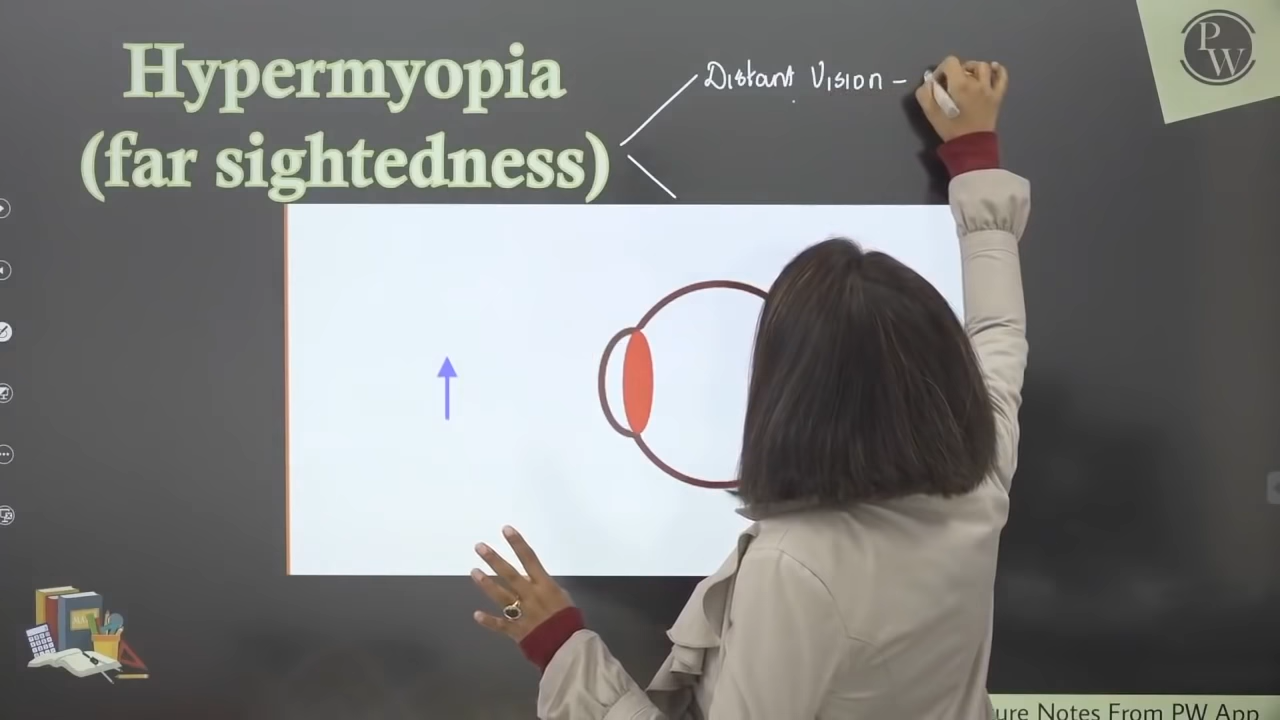 Hypermyopia
(far sightedness)
Distant Vision -
PW
ure Notes From PW App